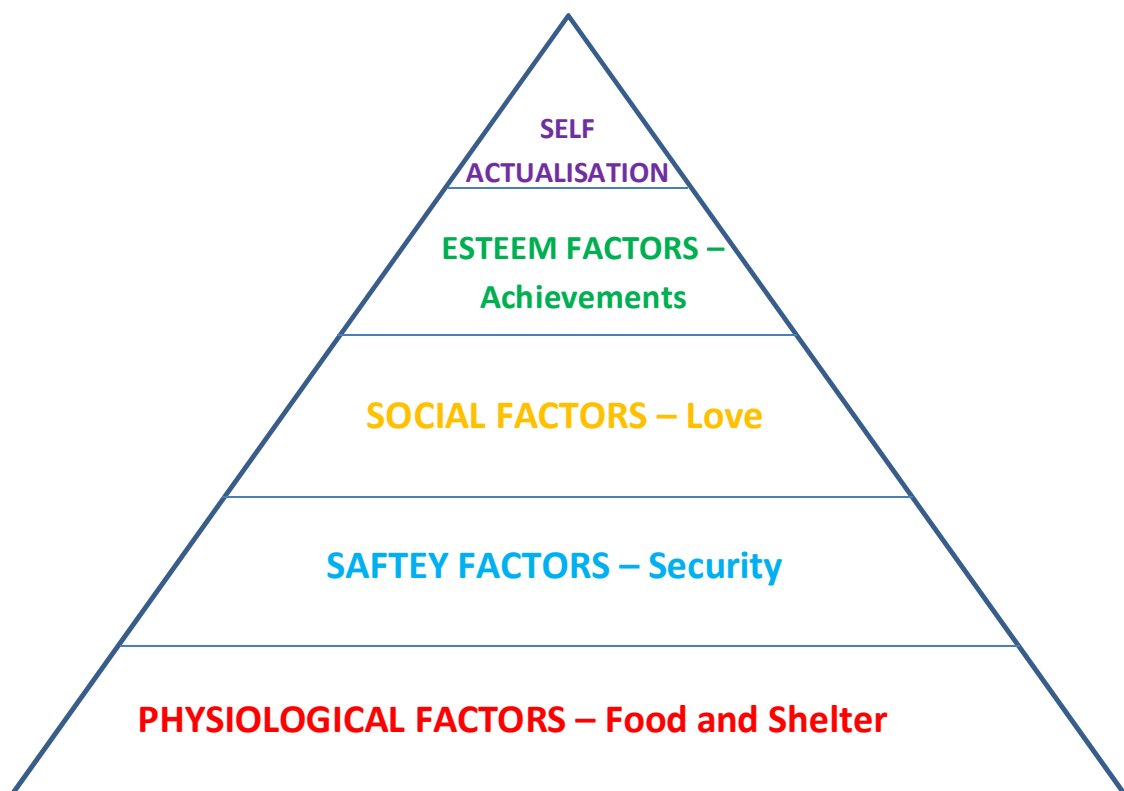 SELF
ACTUALISATION
ESTEEM FACTORS –
Achievements
SOCIAL FACTORS – Love
SAFTEY FACTORS – Security
PHYSIOLOGICAL FACTORS – Food and Shelter